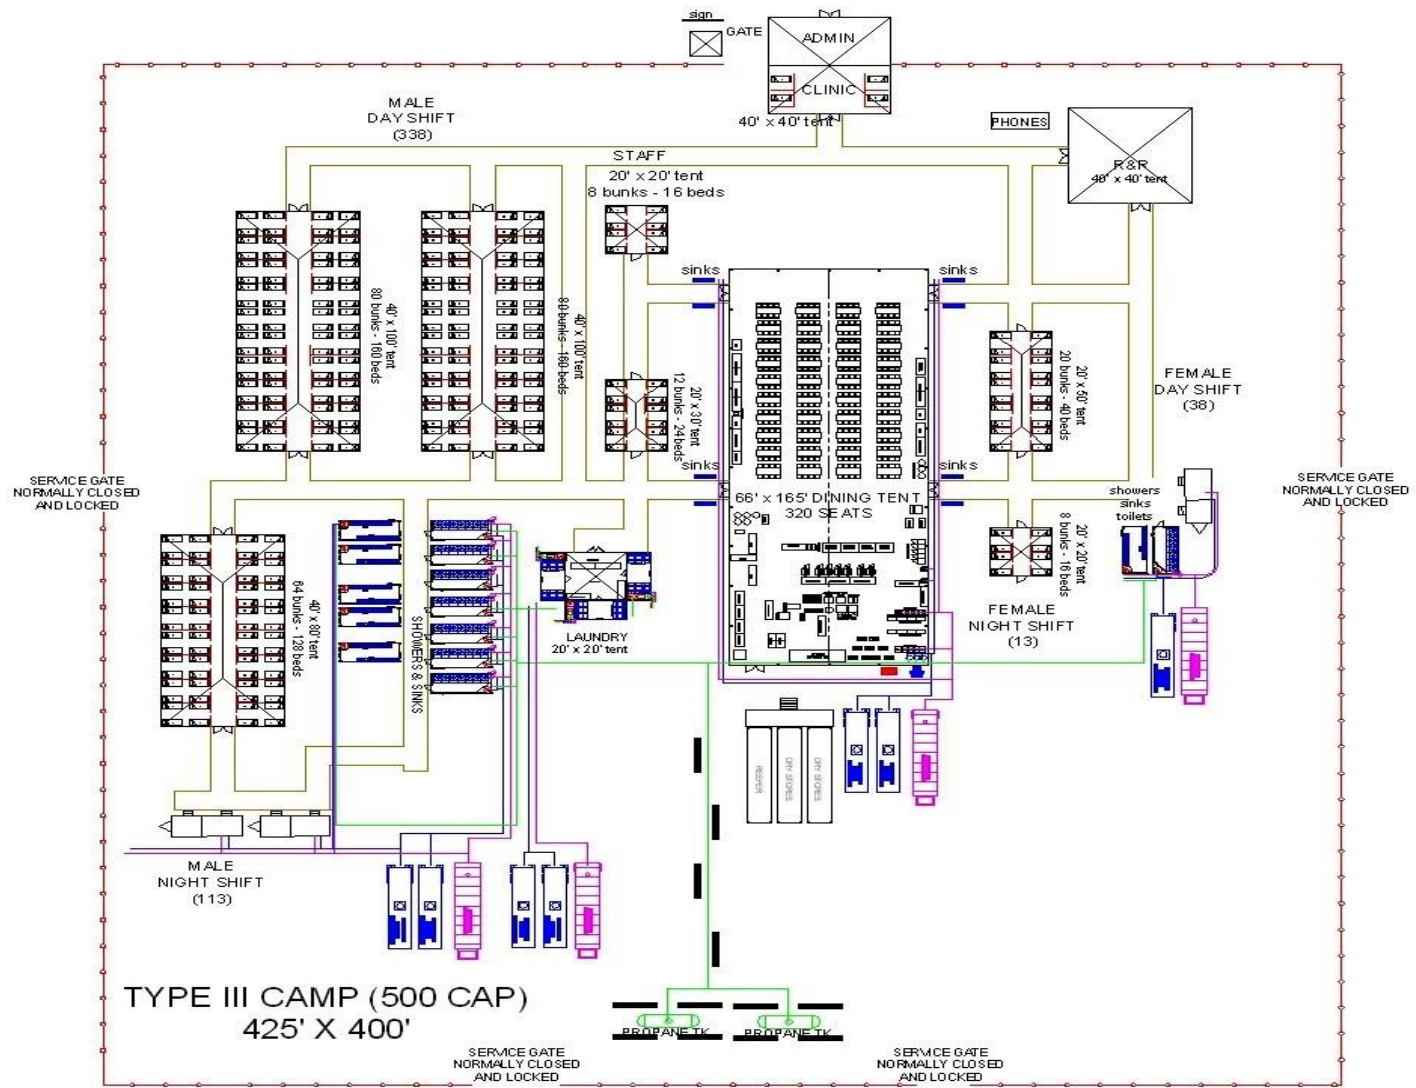 sign
GATE
ADMIN
CLINIC
40' x 40' tent
MALE
DAY SHIFT
(338)
PHONES
R&R
40' x 40' tent
STAFF
20' x 20' tent
8 bunks - 16 beds
sinks
sinks
40' x 100' tent
80 bunks - 160 beds
40' x 100' tent
80 bunks - 160 beds
20' x 30' tent
12 bunks - 24 beds
20' x 50' tent
20 bunks - 40 beds
FEMALE
DAY SHIFT
(38)
sinks
sinks
SERVICE GATE
NORMALLY CLOSED
AND LOCKED
SERVICE GATE
NORMALLY CLOSED
AND LOCKED
66' x 165' DINING TENT
320 SEATS
showers
sinks
toilets
20' x 20' tent
8 bunks - 16 beds
40' x 80' tent
64 bunks - 128 beds
SHOWERS & SINKS
LAUNDRY
20' x 20' tent
FEMALE
NIGHT SHIFT
(13)
REEFER
DRY STORES
DRY STORES
MALE
NIGHT SHIFT
(113)
TYPE III CAMP (500 CAP)
425' X 400'
PROPANE TK
PROPANE TK
SERVICE GATE
NORMALLY CLOSED
AND LOCKED
SERVICE GATE
NORMALLY CLOSED
AND LOCKED